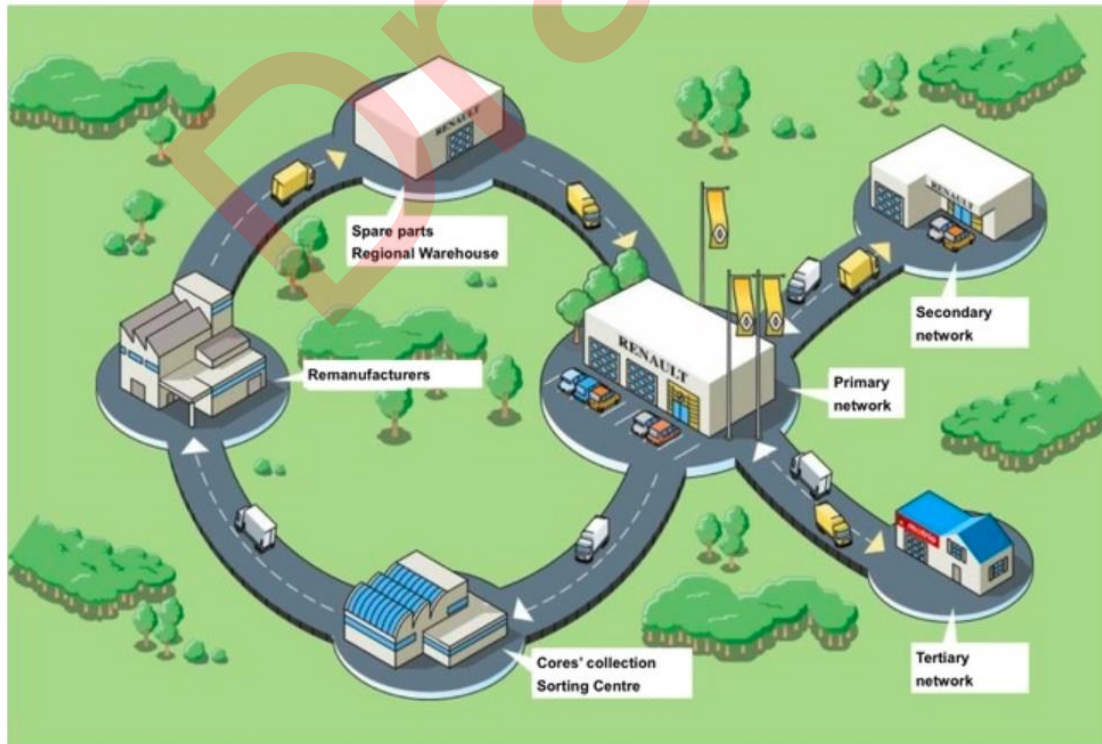 RENAULT
Spare parts
Regional Warehouse
RENAULT
Secondary
network
Remanufacturers
RENAULT
Primary
network
Cores' collection
Sorting Centre
Tertiary
network